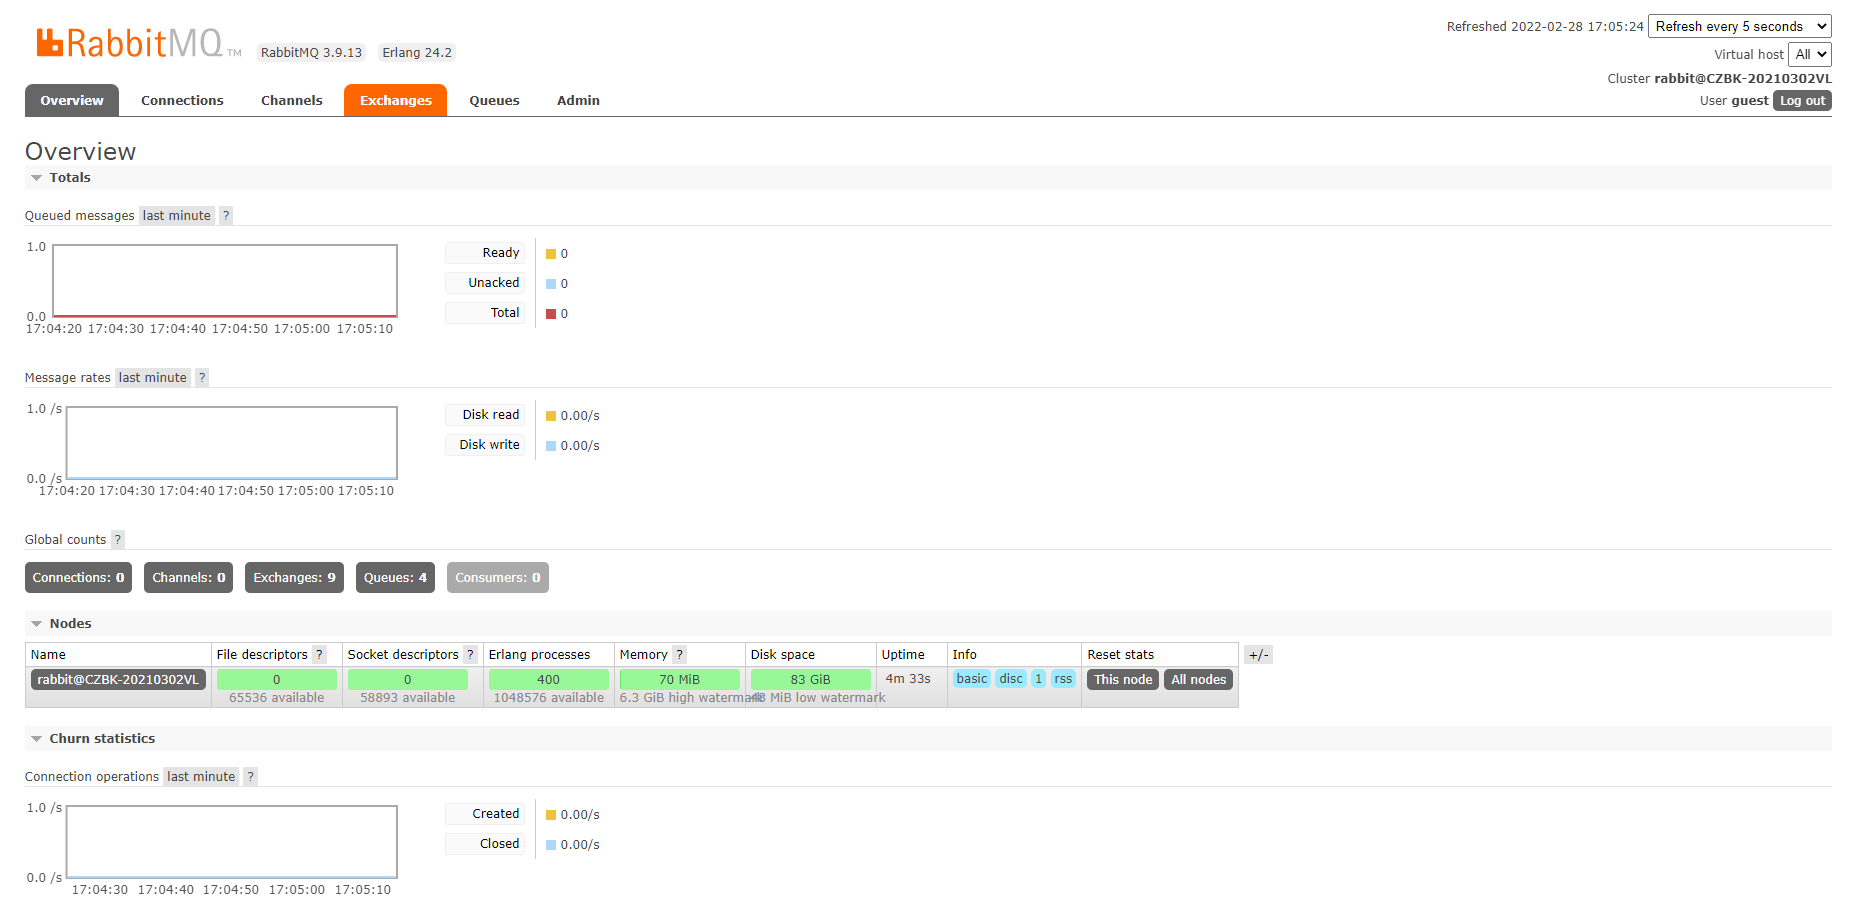 RabbitMQ TM RabbitMQ 3.9.13 Erlang 24.2
Refreshed 2022-02-28 17:05:24 Refresh every 5 seconds
Virtual host All
Cluster rabbit@CZBK-20210302VL
User guest Log out
Overview Connections Channels Exchanges Queues Admin
Overview
Totals
Queued messages last minute ?
1.0
0.0
17:04:20 17:04:30 17:04:40 17:04:50 17:05:00 17:05:10
Ready 0
Unacked 0
Total 0
Message rates last minute ?
1.0 /s
0.0 /s
17:04:20 17:04:30 17:04:40 17:04:50 17:05:00 17:05:10
Disk read 0.00/s
Disk write 0.00/s
Global counts ?
Connections: 0 Channels: 0 Exchanges: 9 Queues: 4 Consumers: 0
Nodes
Name File descriptors ? Socket descriptors ? Erlang processes Memory ? Disk space Uptime Info Reset stats +/-
rabbit@CZBK-20210302VL 0 0 400 70 MiB 83 GiB 4m 33s basic disc 1 rss This node All nodes
65536 available 58893 available 1048576 available 6.3 GiB high watermark 48 MiB low watermark
Churn statistics
Connection operations last minute ?
1.0 /s
0.0 /s
17:04:30 17:04:40 17:04:50 17:05:00 17:05:10
Created 0.00/s
Closed 0.00/s